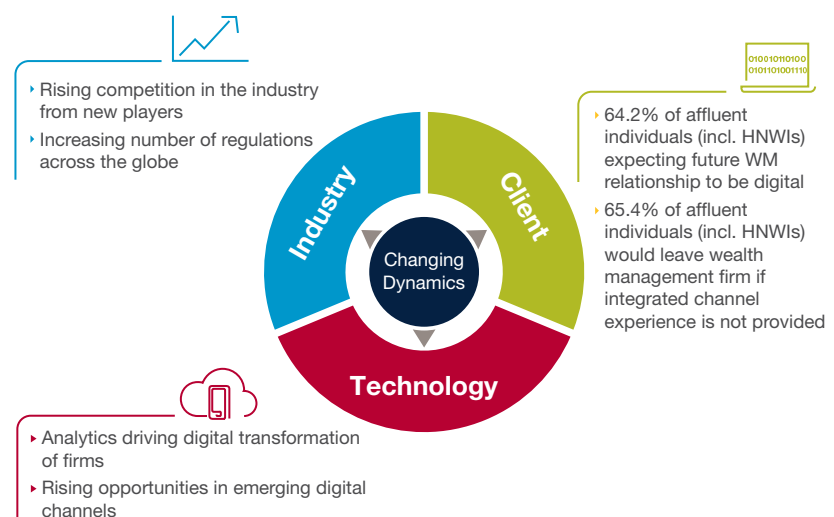 010010110100
0101101001110
Rising competition in the industry
from new players
Increasing number of regulations
across the globe
64.2% of affluent
individuals (incl. HNWIs)
expecting future WM
relationship to be digital
65.4% of affluent
individuals (incl. HNWIs)
would leave wealth
management firm if
integrated channel
experience is not provided
Industry
Client
Changing
Dynamics
Technology
Analytics driving digital transformation
of firms
Rising opportunities in emerging digital
channels